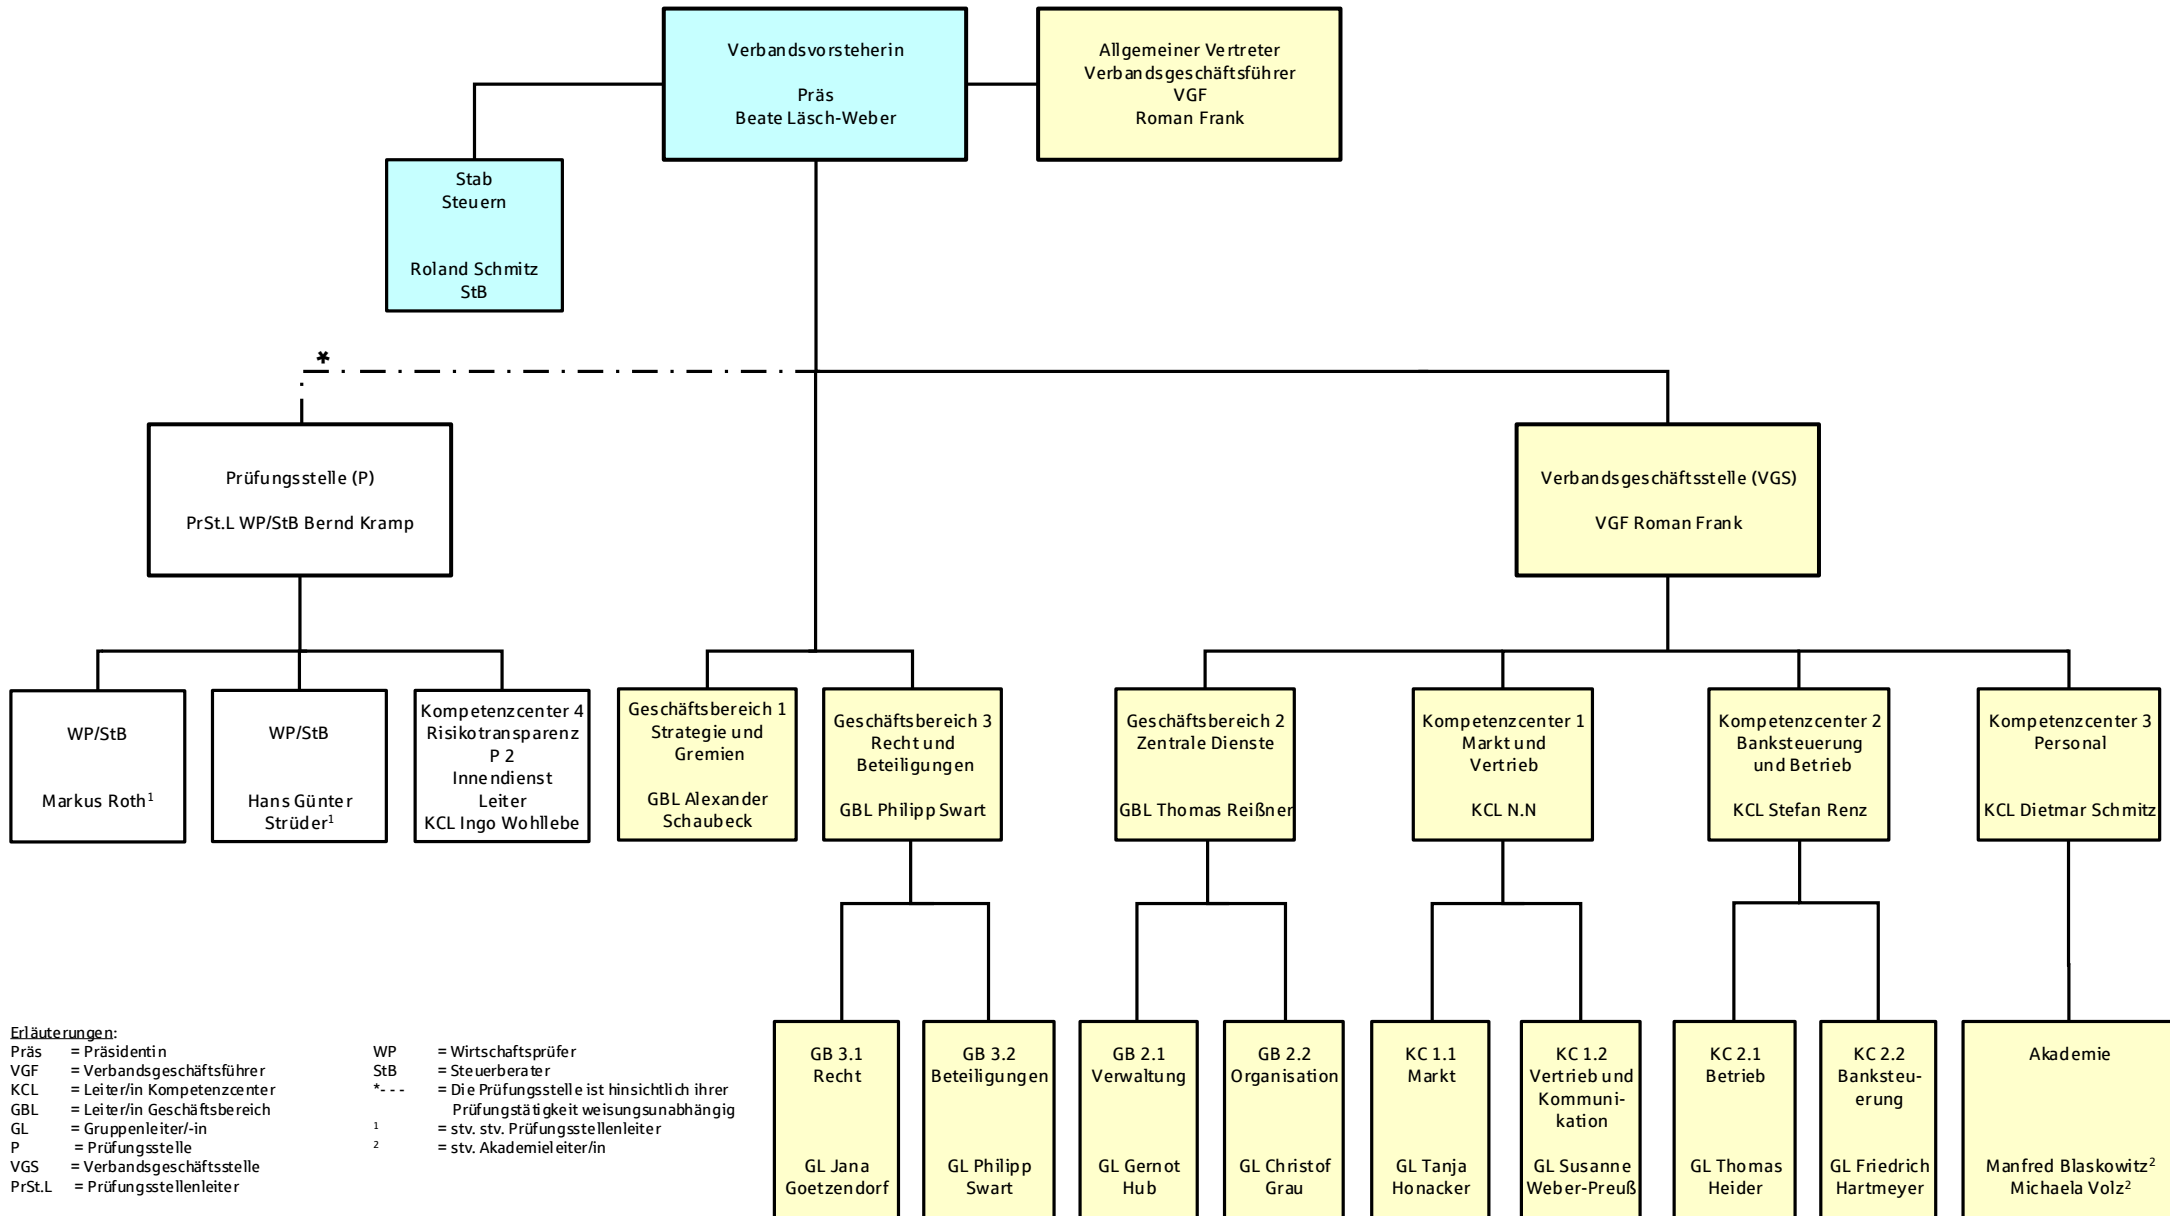 Verbandsvorsteherin
Präs
Beate Läsch-Weber
Allgemeiner Vertreter
Verbandsgeschäftsführer
VGF
Roman Frank
Stab
Steuern
Roland Schmitz
StB
*
Prüfungsstelle (P)
PrSt.L WP/StB Bernd Kramp
Verbandsgeschäftsstelle (VGS)
VGF Roman Frank
WP/StB
Markus Roth¹
WP/StB
Hans Günter
Strüder¹
Kompetenzcenter 4
Risikotransparenz
P 2
Innendienst
Leiter
KCL Ingo Wohllebe
Geschäftsbereich 1
Strategie und
Gremien
GBL Alexander
Schaubeck
Geschäftsbereich 3
Recht und
Beteiligungen
GBL Philipp Swart
Geschäftsbereich 2
Zentrale Dienste
GBL Thomas Reißner
Kompetenzcenter 1
Markt und
Vertrieb
KCL N.N
Kompetenzcenter 2
Banksteuerung
und Betrieb
KCL Stefan Renz
Kompetenzcenter 3
Personal
KCL Dietmar Schmitz
GB 3.1
Recht
GL Jana
Goetzendorf
GB 3.2
Beteiligungen
GL Philipp
Swart
GB 2.1
Verwaltung
GL Gernot
Hub
GB 2.2
Organisation
GL Christof
Grau
KC 1.1
Markt
GL Tanja
Honacker
KC 1.2
Vertrieb und
Kommuni-
kation
GL Susanne
Weber-Preuß
KC 2.1
Betrieb
GL Thomas
Heider
KC 2.2
Banksteu-
erung
GL Friedrich
Hartmeyer
Akademie
Manfred Blaskowitz²
Michaela Volz²
Erläuterungen:
Präs = Präsidentin
VGF = Verbandsgeschäftsführer
KCL = Leiter/in Kompetenzcenter
GBL = Leiter/in Geschäftsbereich
GL = Gruppenleiter/-in
P = Prüfungsstelle
VGS = Verbandsgeschäftsstelle
PrSt.L = Prüfungsstellenleiter
WP = Wirtschaftsprüfer
StB = Steuerberater
*- - - = Die Prüfungsstelle ist hinsichtlich ihrer
Prüfungstätigkeit weisungsunabhängig
¹ = stv. stv. Prüfungsstellenleiter
² = stv. Akademieleiter/in